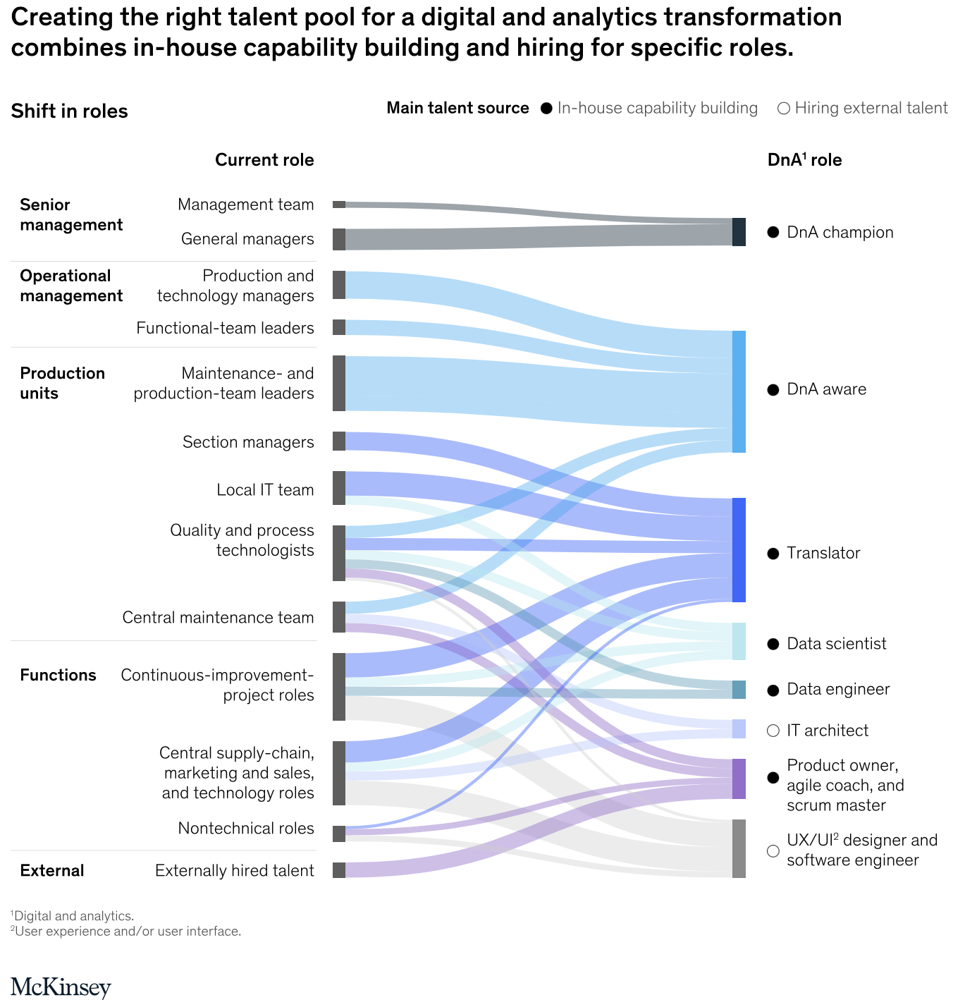 Creating the right talent pool for a digital and analytics transformation
combines in-house capability building and hiring for specific roles.
Shift in roles
Main talent source In-house capability building Hiring external talent
Current role
DnA¹ role
Senior
management
Management team
General managers
Operational
management
Production and
technology managers
Functional-team leaders
Production
units
Maintenance- and
production-team leaders
Section managers
Local IT team
Quality and process
technologists
Central maintenance team
Functions
Continuous-improvement-
project roles
Central supply-chain,
marketing and sales,
and technology roles
Nontechnical roles
External
Externally hired talent
DnA champion
DnA aware
Translator
Data scientist
Data engineer
IT architect
Product owner,
agile coach, and
scrum master
UX/UI² designer and
software engineer
¹Digital and analytics.
²User experience and/or user interface.
McKinsey